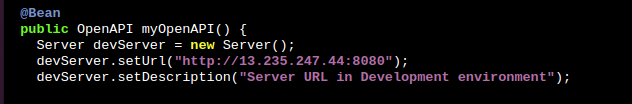 @Bean
public OpenAPI myOpenAPI() {
Server devServer = new Server();
devServer.setUrl("http://13.235.247.44:8080");
devServer.setDescription("Server URL in Development environment");